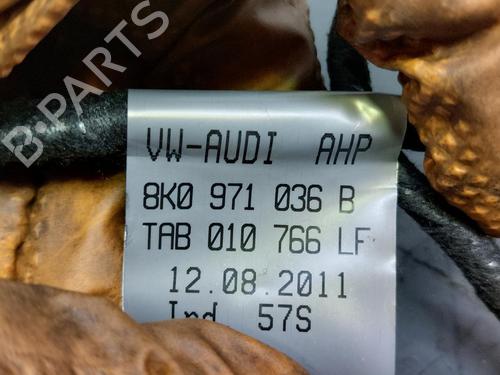 B-PARTS
VW-AUDI AHP
8K0 971 036 B
TAB 010 766 LF
12.08.2011
Ind 57S